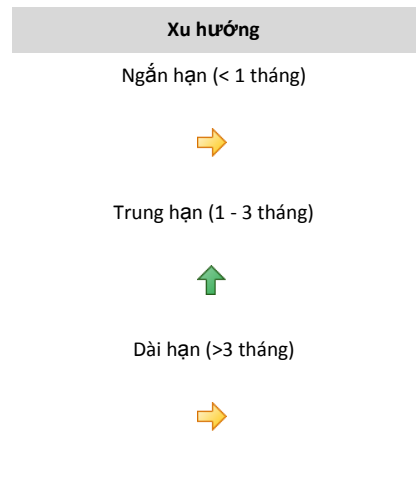 Xu hướng
Ngắn hạn (< 1 tháng)
Trung hạn (1 - 3 tháng)
Dài hạn (>3 tháng)